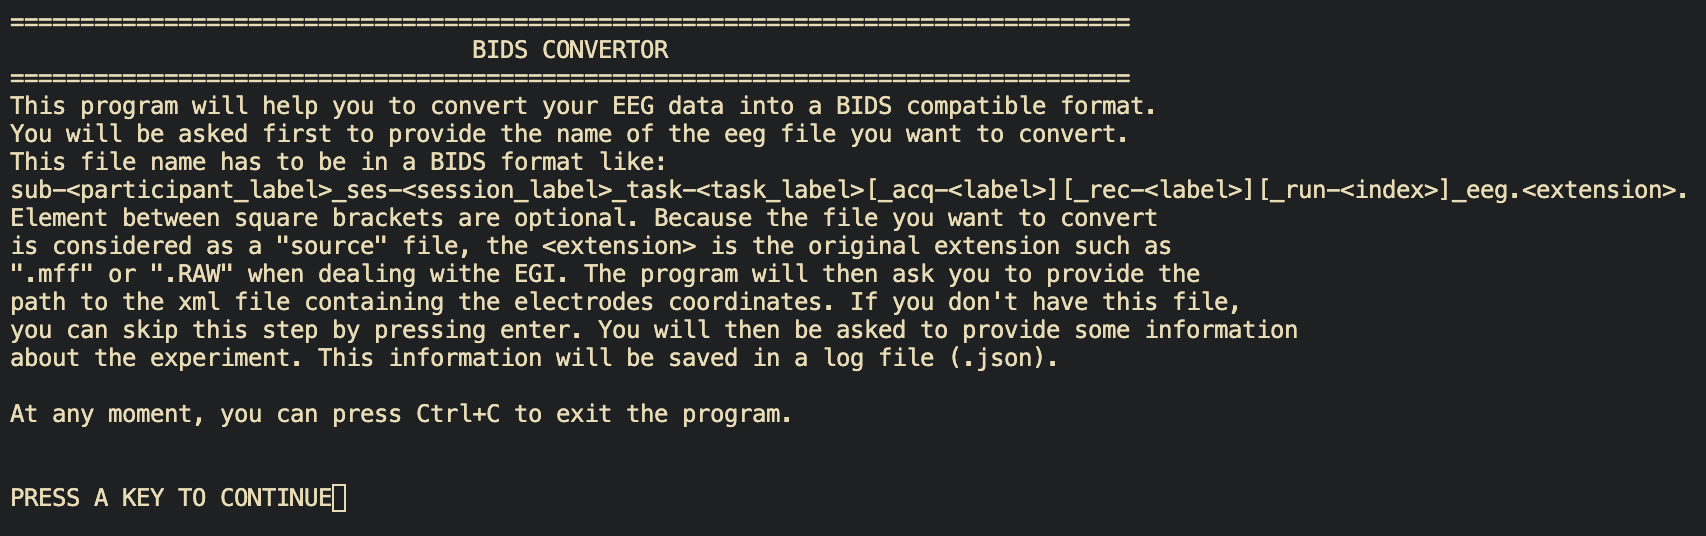 ================================================================================
BIDS CONVERTOR
================================================================================
This program will help you to convert your EEG data into a BIDS compatible format.
You will be asked first to provide the name of the eeg file you want to convert.
This file name has to be in a BIDS format like:
sub-<participant_label>_ses-<session_label>_task-<task_label>[_acq-<label>][_rec-<label>][_run-<index>]_eeg.<extension>.
Element between square brackets are optional. Because the file you want to convert
is considered as a "source" file, the <extension> is the original extension such as
".mff" or ".RAW" when dealing withe EGI. The program will then ask you to provide the
path to the xml file containing the electrodes coordinates. If you don't have this file,
you can skip this step by pressing enter. You will then be asked to provide some information
about the experiment. This information will be saved in a log file (.json).
At any moment, you can press Ctrl+C to exit the program.
PRESS A KEY TO CONTINUE